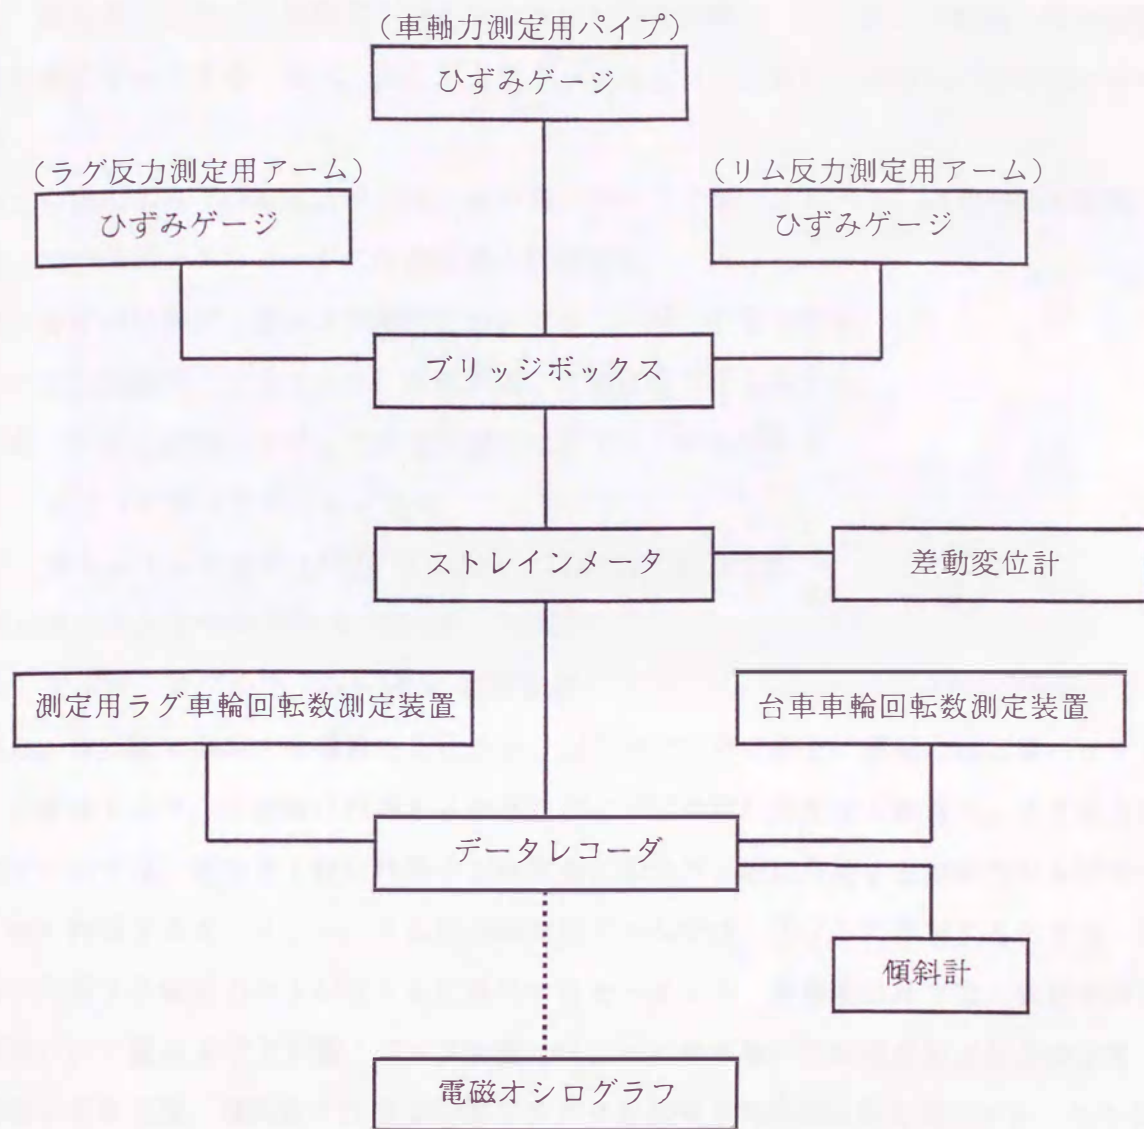 （車軸力測定用パイプ）
ひずみゲージ
（ラグ反力測定用アーム）
ひずみゲージ
（リム反力測定用アーム）
ひずみゲージ
ブリッジボックス
ストレインメータ
差動変位計
測定用ラグ車輪回転数測定装置
台車車輪回転数測定装置
データレコーダ
傾斜計
電磁オシログラフ